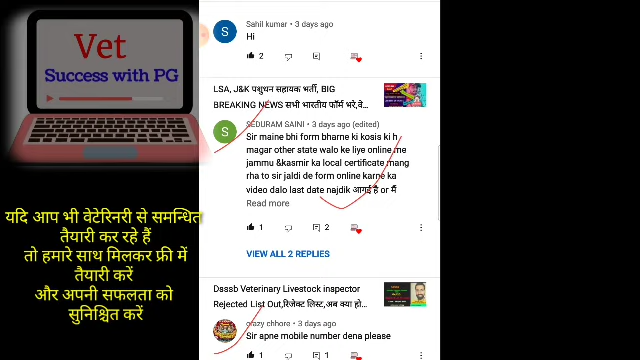 Vet
Success with PG
यदि आप भी वेटेरिनरी से समन्धित
तैयारी कर रहे हैं
तो हमारे साथ मिलकर फ्री में
तैयारी करें
और अपनी सफलता को
सुनिश्चित करें
Sahil kumar • 3 days ago
Hi
2
LSA, J&K पशुधन सहायक भर्ती, BIG
BREAKING NEWS सभी भारतीय फॉर्म भरे,वे...
SEDURAM SAINI • 3 days ago (edited)
Sir maine bhi form bharne ki kosis ki h
magar other state walo ke liye online me
jammu &kasmir ka local certificate mang
rha to sir jaldi de form online karne ka
video dalo last date najdik आगई है or मैं
Read more
1 2
VIEW ALL 2 REPLIES
Dassb Veterinary Livestock inspector
Rejected List Out,रिजेक्ट लिस्ट,अब क्या हो...
crazy chhore • 3 days ago
Sir apne mobile number dena please
1 1